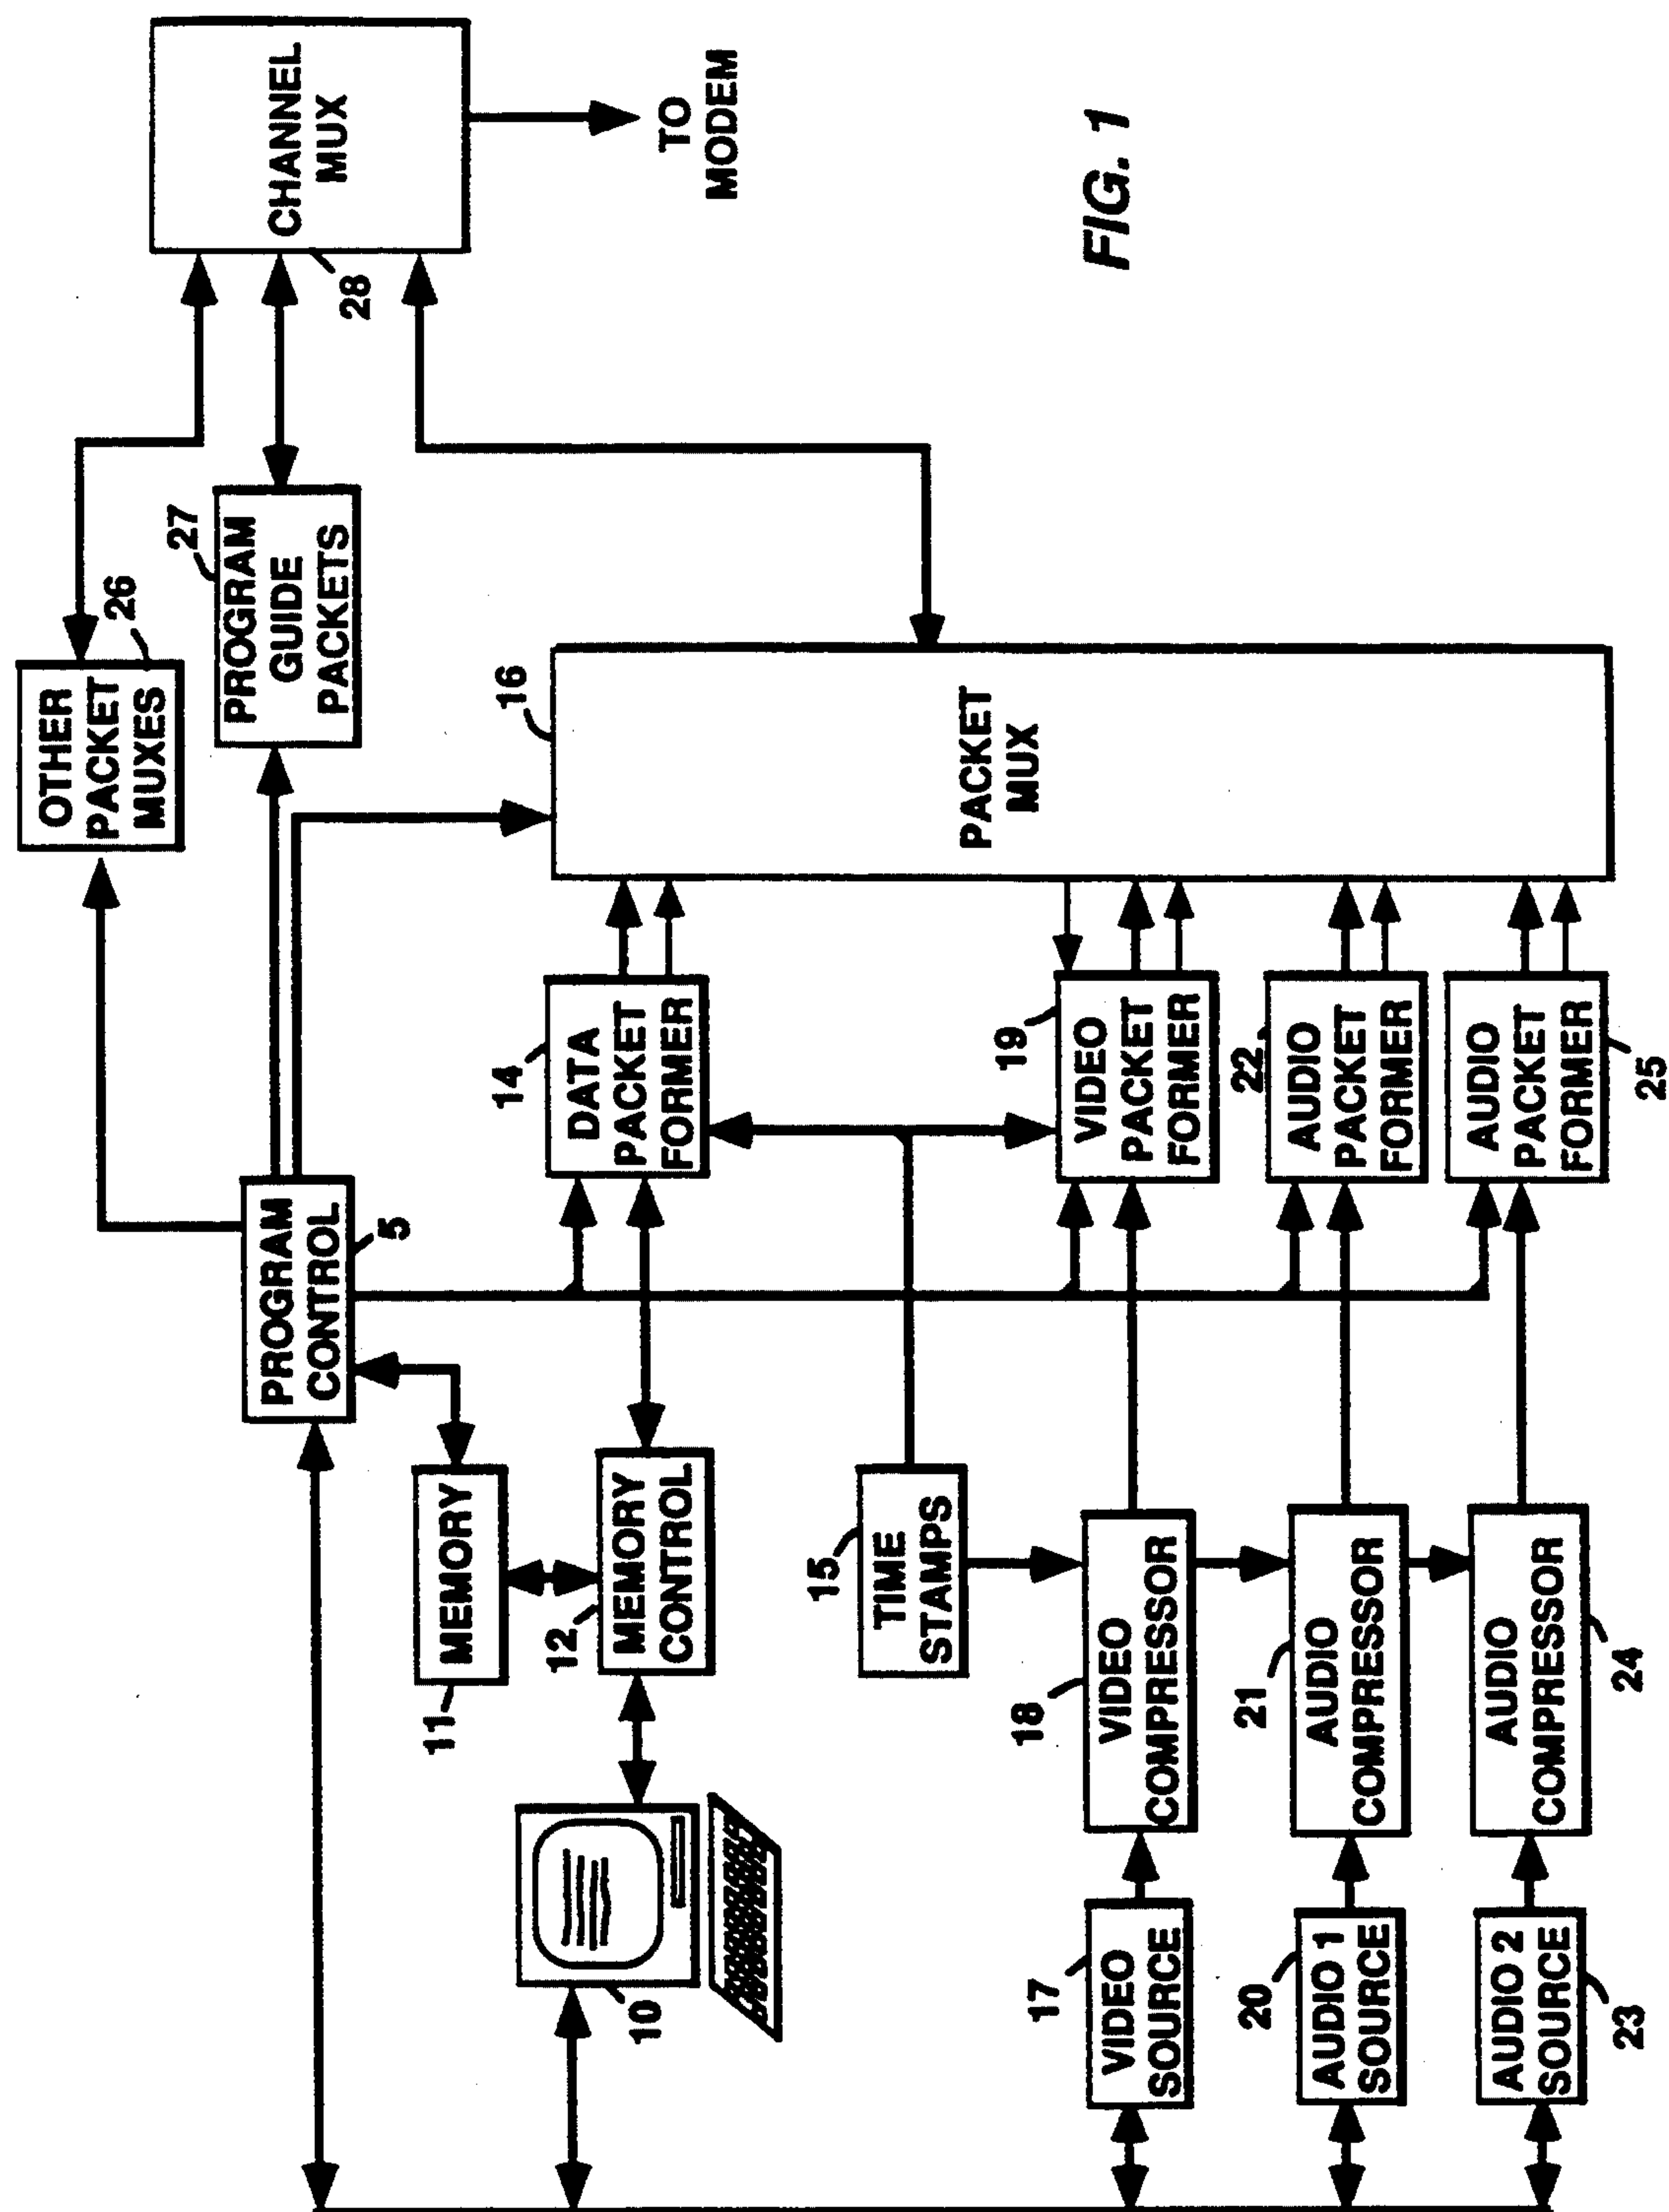 OTHER
PACKET
MUXES
26
PROGRAM
GUIDE
PACKETS
27
CHANNEL
MUX
28
TO
MODEM
PROGRAM
CONTROL
5
MEMORY
11
MEMORY
CONTROL
12
10
DATA
PACKET
FORMER
14
TIME
STAMPS
15
PACKET
MUX
16
VIDEO
SOURCE
17
VIDEO
COMPRESSOR
18
VIDEO
PACKET
FORMER
19
AUDIO 1
SOURCE
20
AUDIO
COMPRESSOR
21
AUDIO
PACKET
FORMER
22
AUDIO 2
SOURCE
23
AUDIO
COMPRESSOR
24
AUDIO
PACKET
FORMER
25
FIG. 1